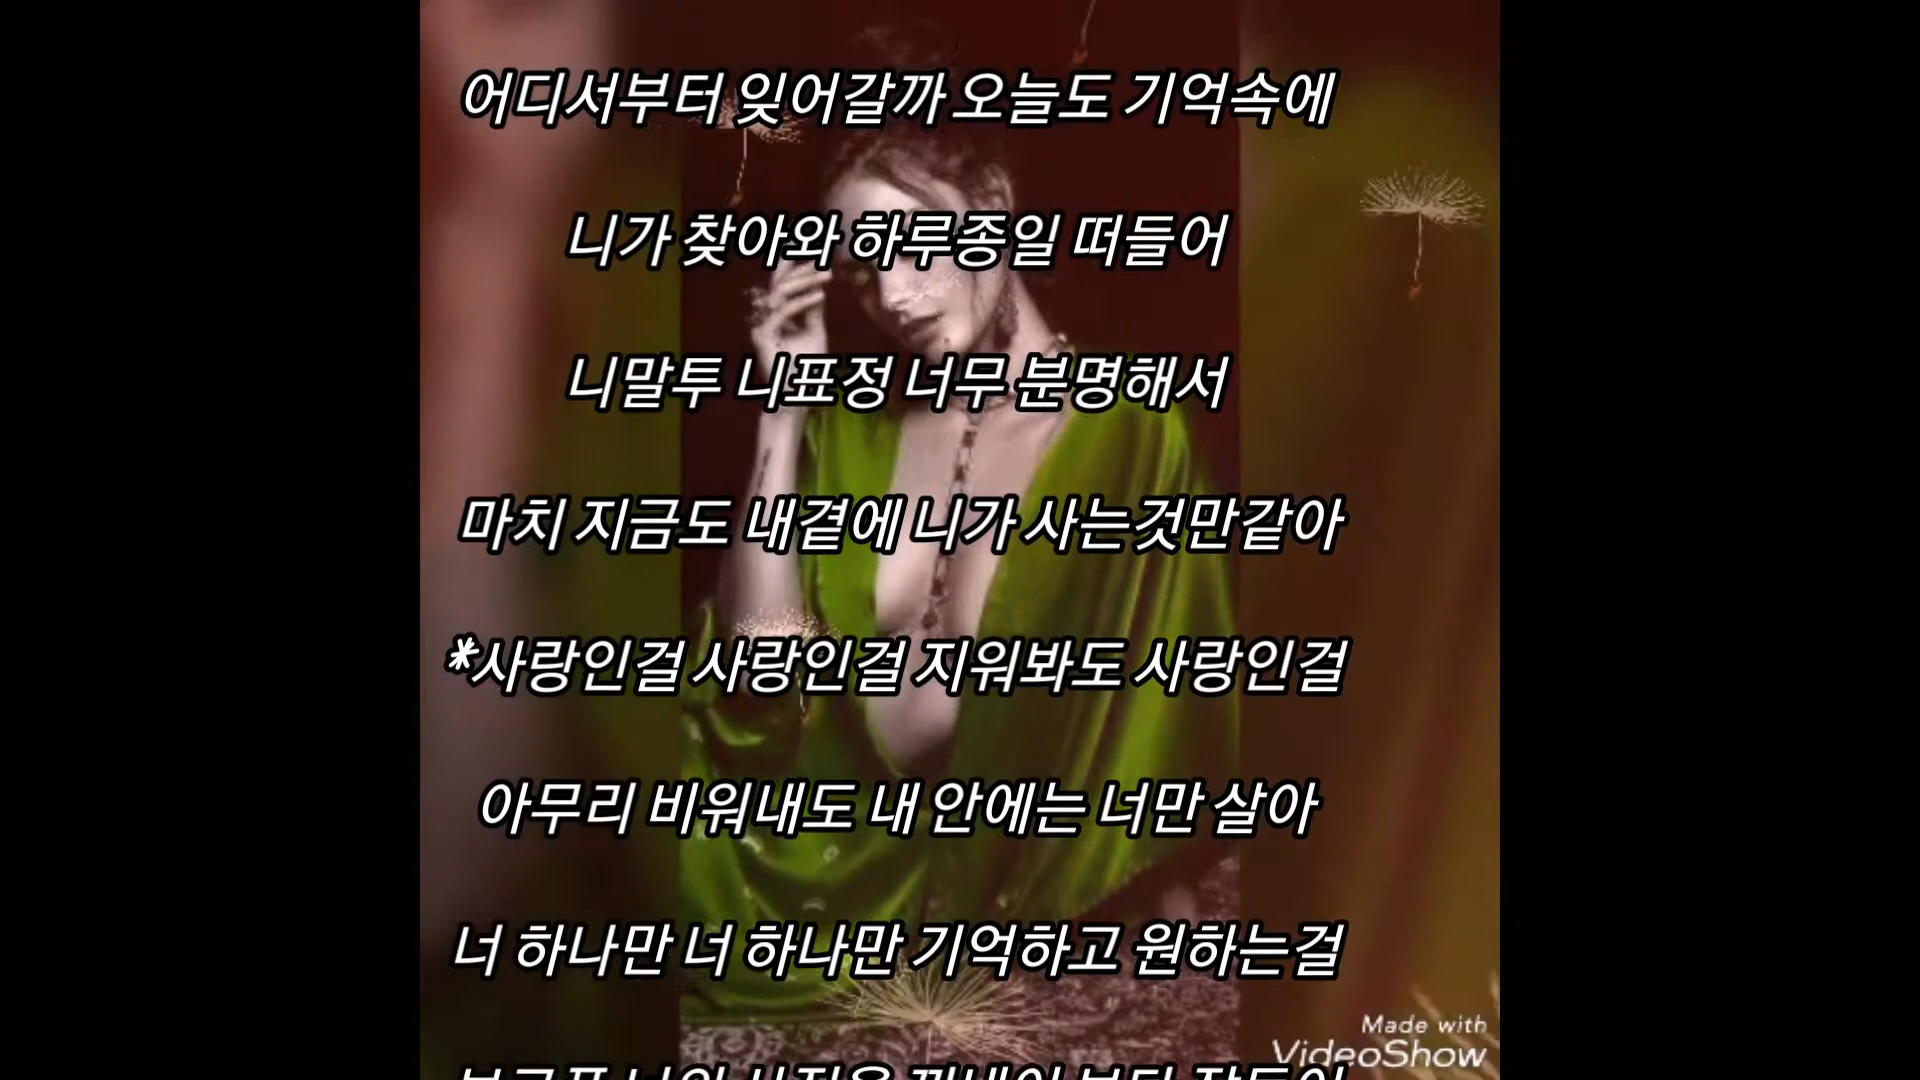 어디서부터 잊어갈까 오늘도 기억속에
니가 찾아와 하루종일 떠들어
니말투 니표정 너무 분명해서
마치 지금도 내곁에 니가 사는것만같아
*사랑인걸 사랑인걸 지워봐도 사랑인걸
아무리 비워내도 내 안에는 너만 살아
너 하나만 너 하나만 기억하고 원하는걸
Made with
VideoShow